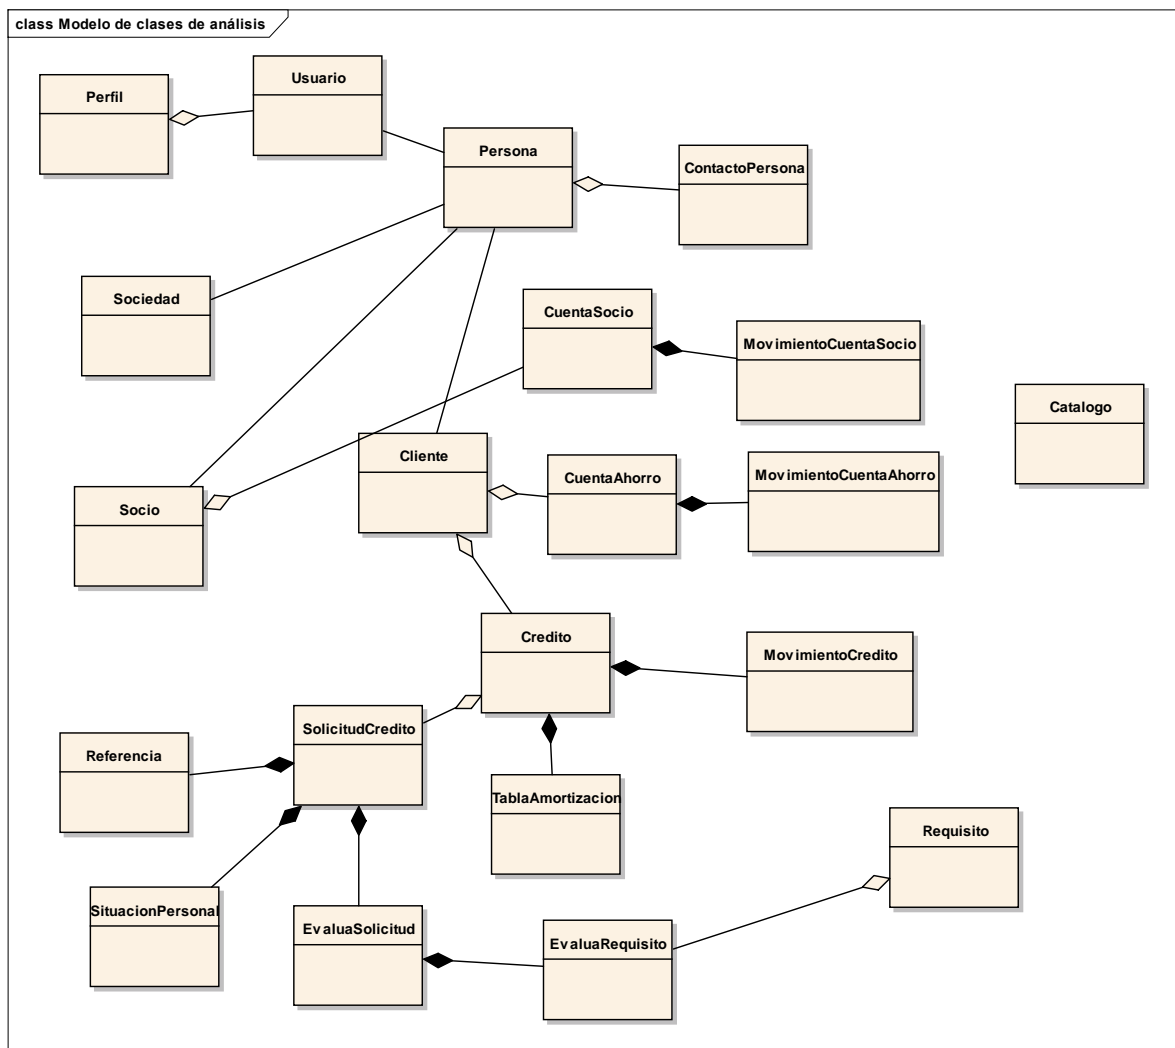 class Modelo de clases de análisis
Usuario
Perfil
Persona
ContactoPersona
Sociedad
CuentaSocio
MovimientoCuentaSocio
Catalogo
Cliente
CuentaAhorro
MovimientoCuentaAhorro
Socio
Credito
MovimientoCredito
SolicitudCredito
Referencia
TablaAmortizacion
Requisito
SituacionPersonal
EvaluaSolicitud
EvaluaRequisito